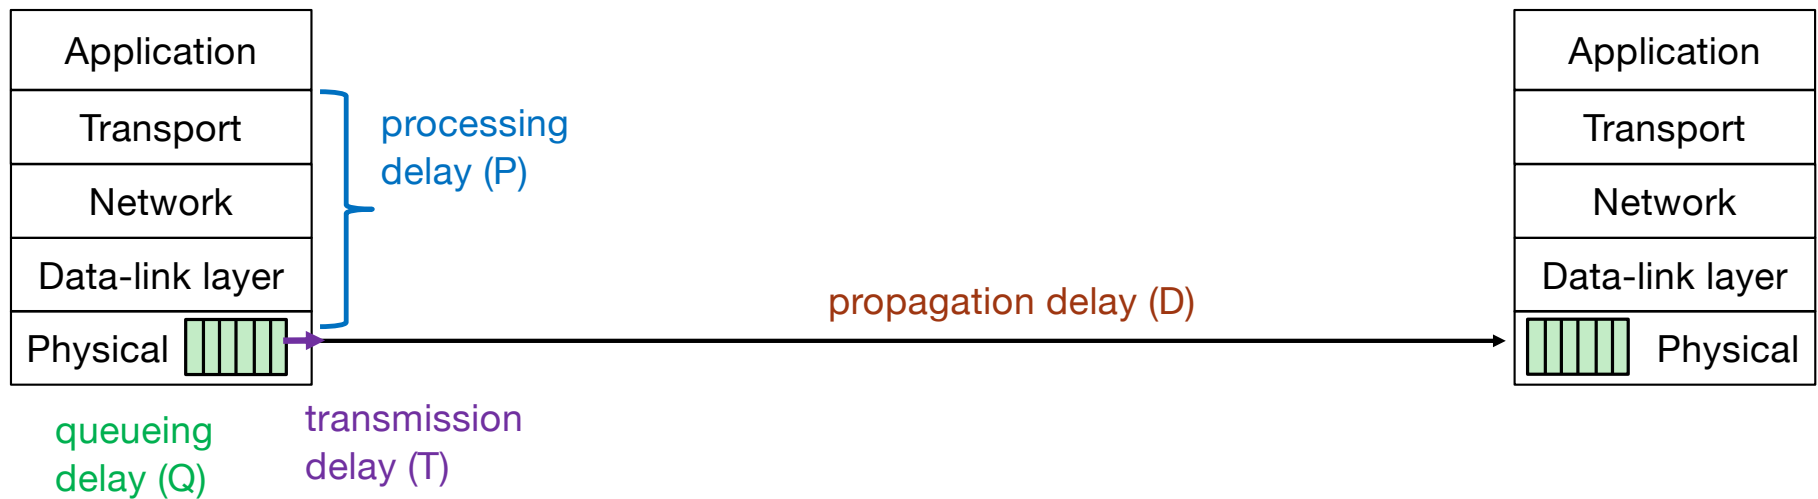 Application
Transport
Network
Data-link layer
Physical
processing
delay (P)
queueing
delay (Q)
transmission
delay (T)
propagation delay (D)
Application
Transport
Network
Data-link layer
Physical